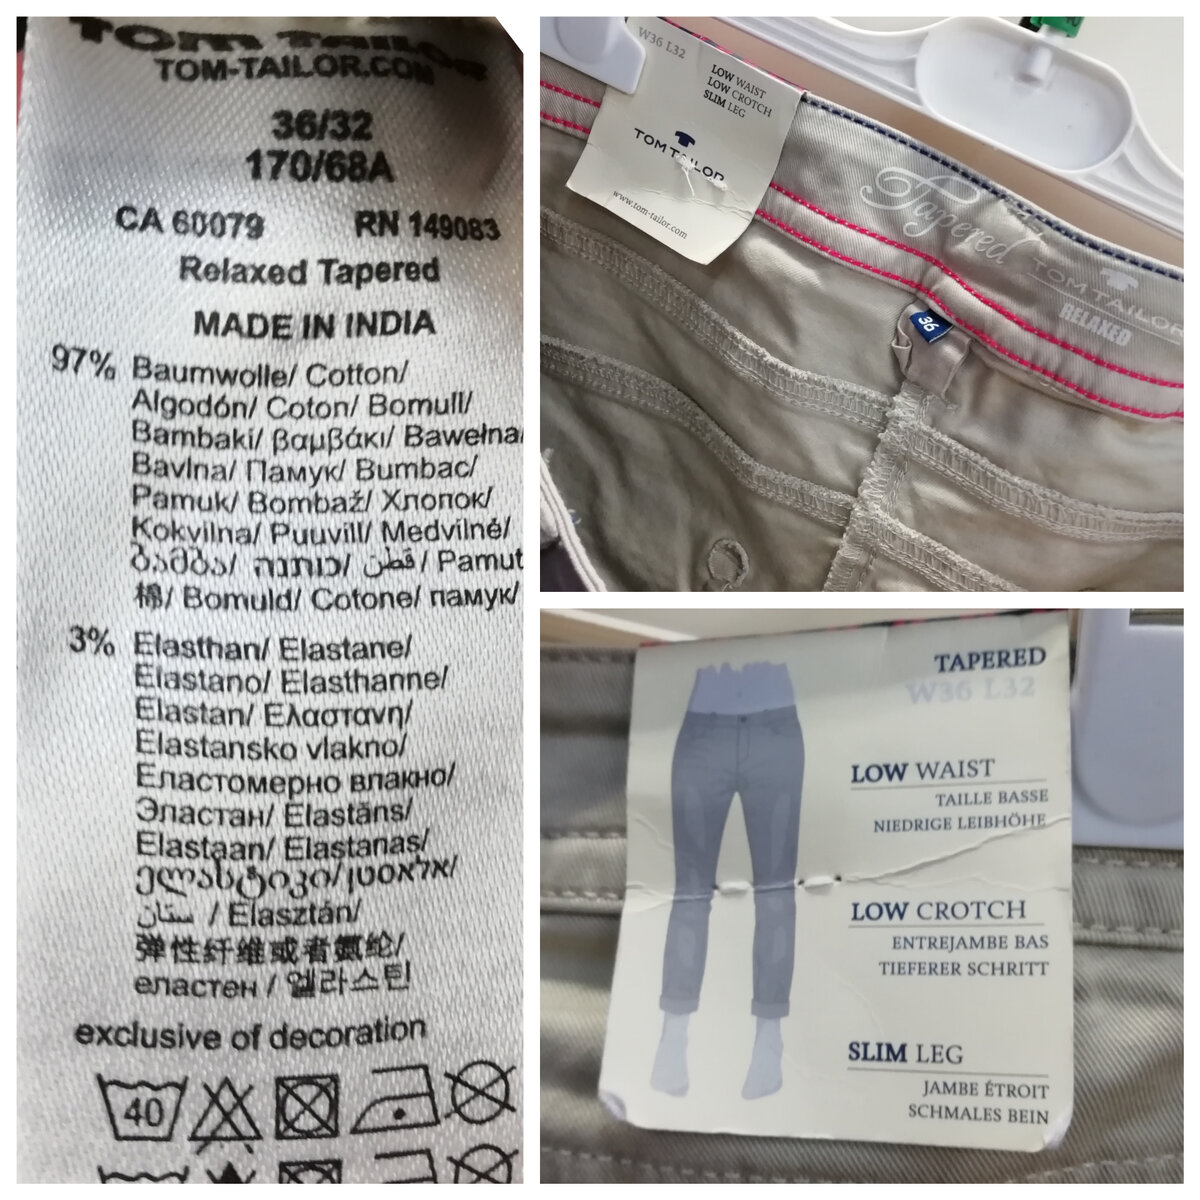 TOM TAILOR
TOM-TAILOR.COM
36/32
170/68A
CA 60079 RN 149083
Relaxed Tapered
MADE IN INDIA
97% Baumwolle/ Cotton/
Algodón/ Coton/ Bomull/
Bambaki/ βαμβάκι/ Bawełna/
Bavlna/ Памук/ Bumbac/
Pamuk/ Bombaž/ Хлопок/
Kokvilna/ Puuvill/ Medvilné/
ბამბა/ כותנה/ قطن/ Pamut
棉/ Bomuld/ Cotone/ памук/
3% Elasthan/ Elastane/
Elastano/ Elasthanne/
Elastan/ Ελαστανη/
Elastansko vlakno/
Еластомерно влакно/
Эластан/ Elastāns/
Elastaan/ Elastanas/
ელასტიკი/ אלאסטן/
ستان / Elasztán/
弹性纤维或者氨纶/
еластен / 엘라스틴
exclusive of decoration
40
W36 L32
LOW WAIST
LOW CROTCH
SLIM LEG
TOM TAILOR
www.tom-tailor.com
Tapered
TOM TAILOR
RELAXED
36
TAPERED
W36 L32
LOW WAIST
TAILLE BASSE
NIEDRIGE LEIBHÖHE
LOW CROTCH
ENTREJAMBE BAS
TIEFERER SCHRITT
SLIM LEG
JAMBE ÉTROIT
SCHMALES BEIN